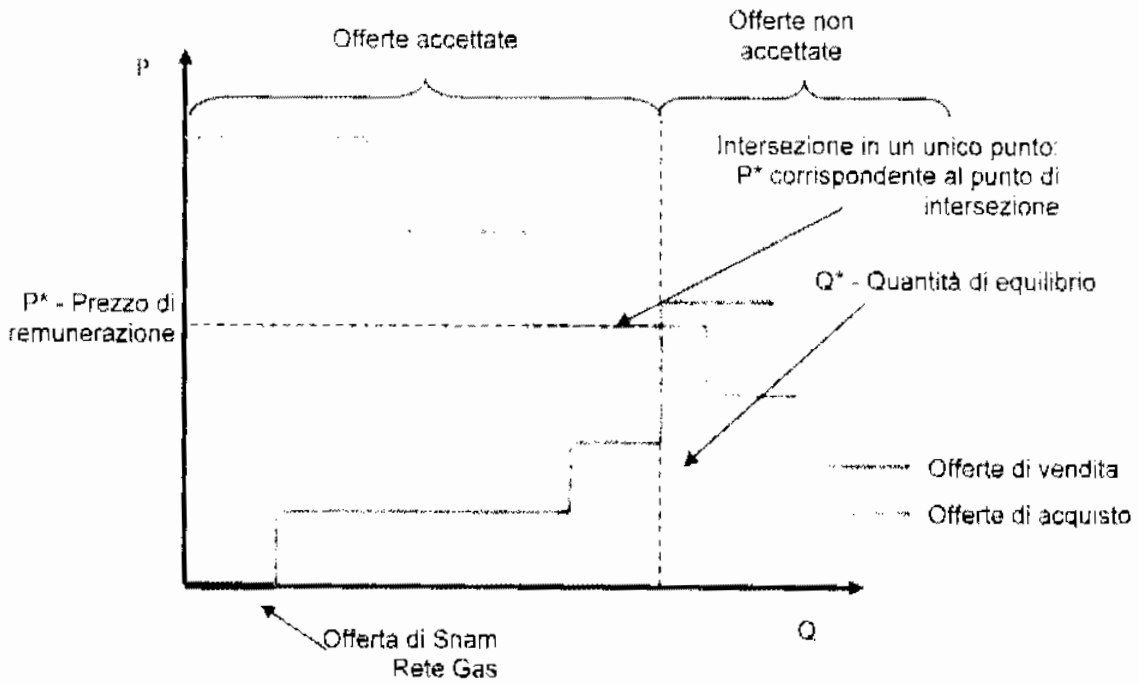 Offerte accettate
Offerte non
accettate
P
Intersezione in un unico punto:
P* corrispondente al punto di
intersezione
Q* - Quantità di equilibrio
P* - Prezzo di
remunerazione
Offerte di vendita
Offerte di acquisto
Offerta di Snam
Rete Gas
Q